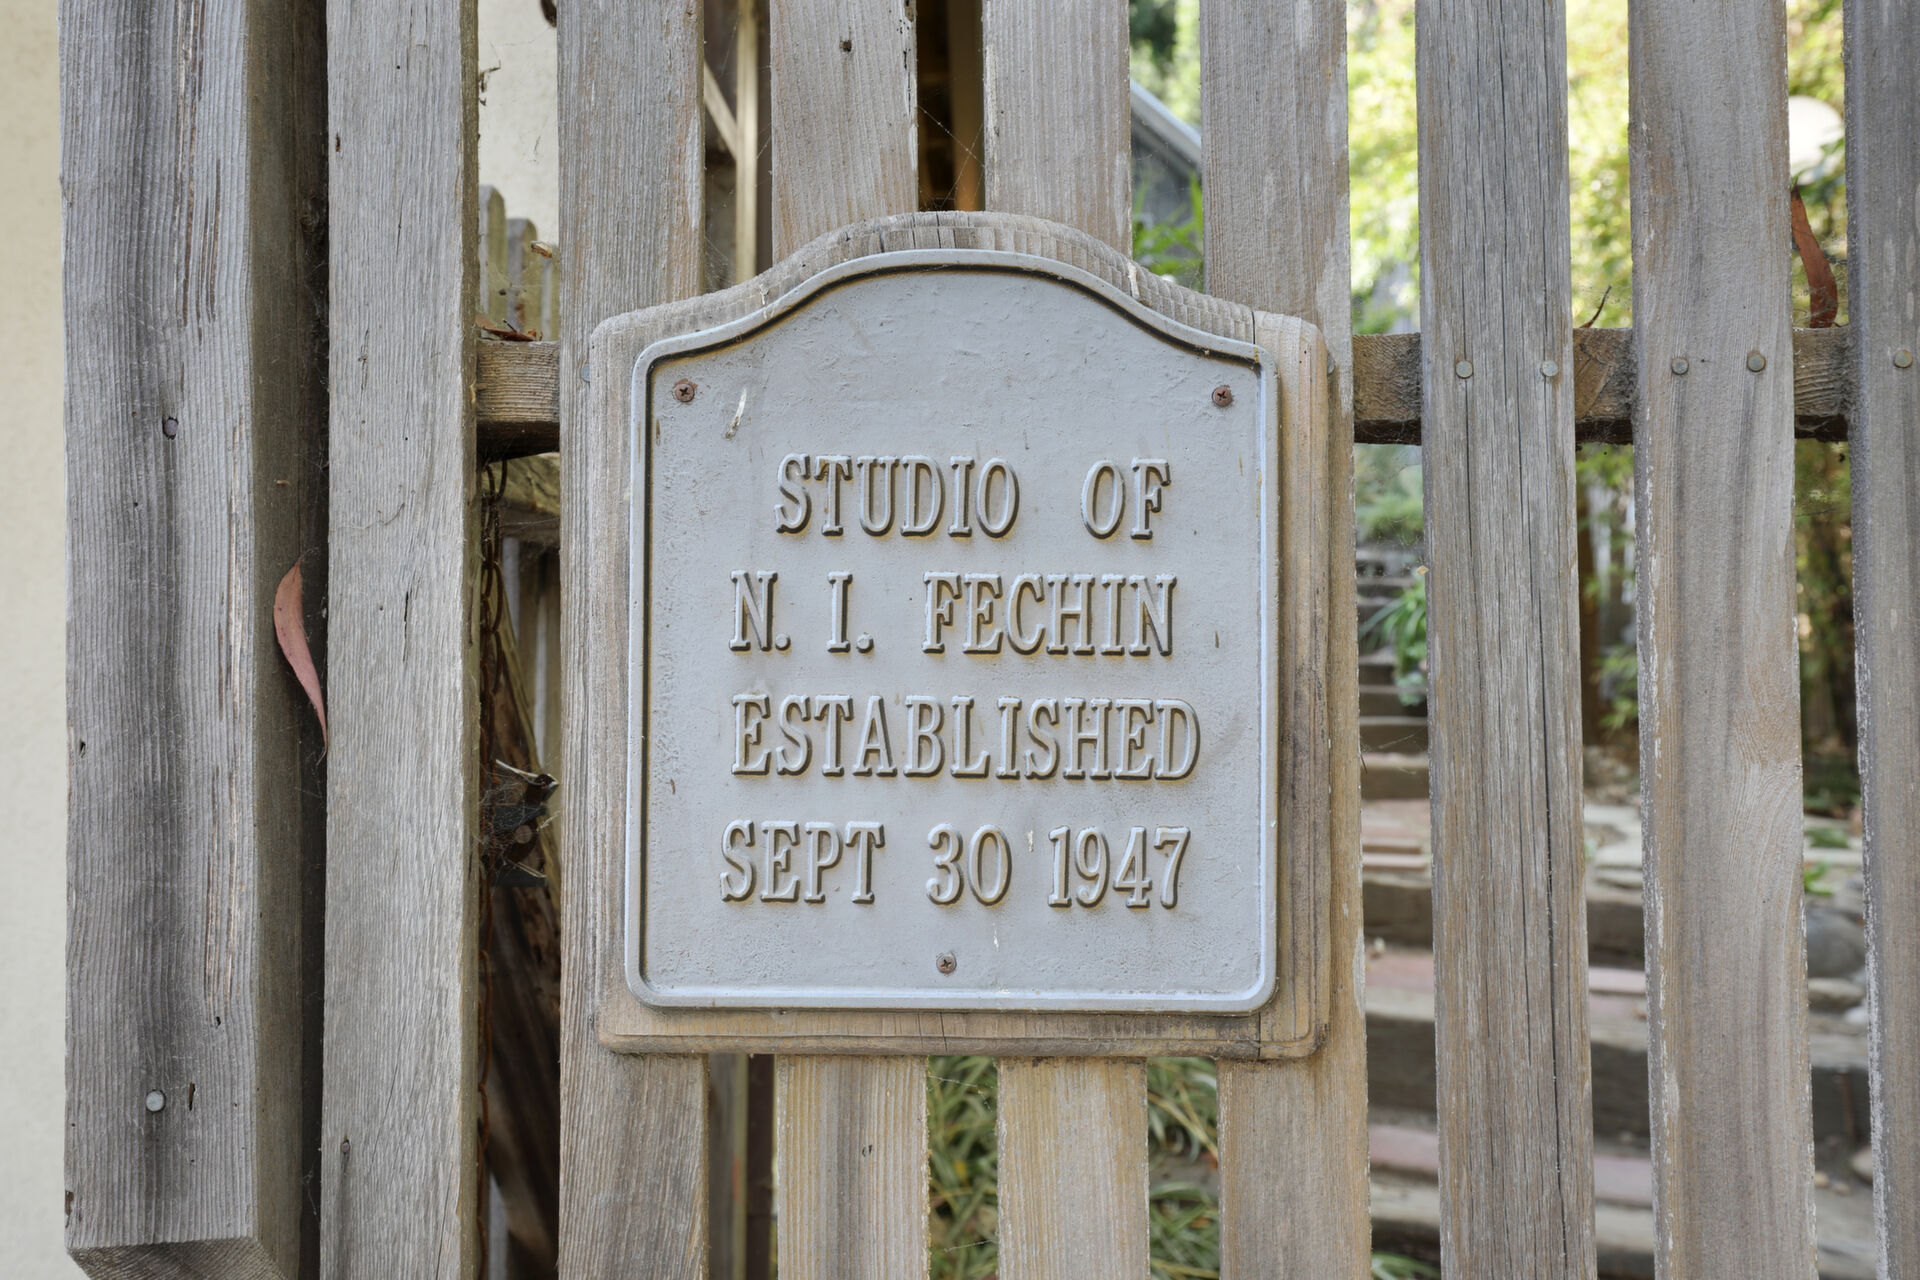 STUDIO OF
N. I. FECHIN
ESTABLISHED
SEPT 30 1947